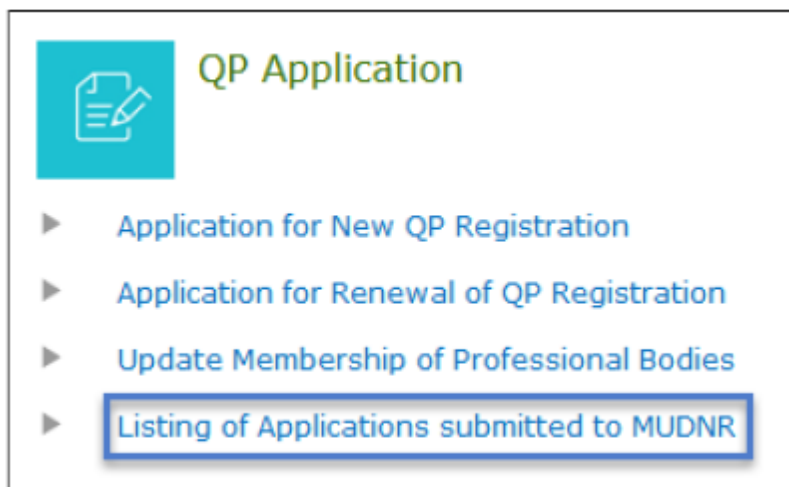 QP Application
Application for New QP Registration
Application for Renewal of QP Registration
Update Membership of Professional Bodies
Listing of Applications submitted to MUDNR